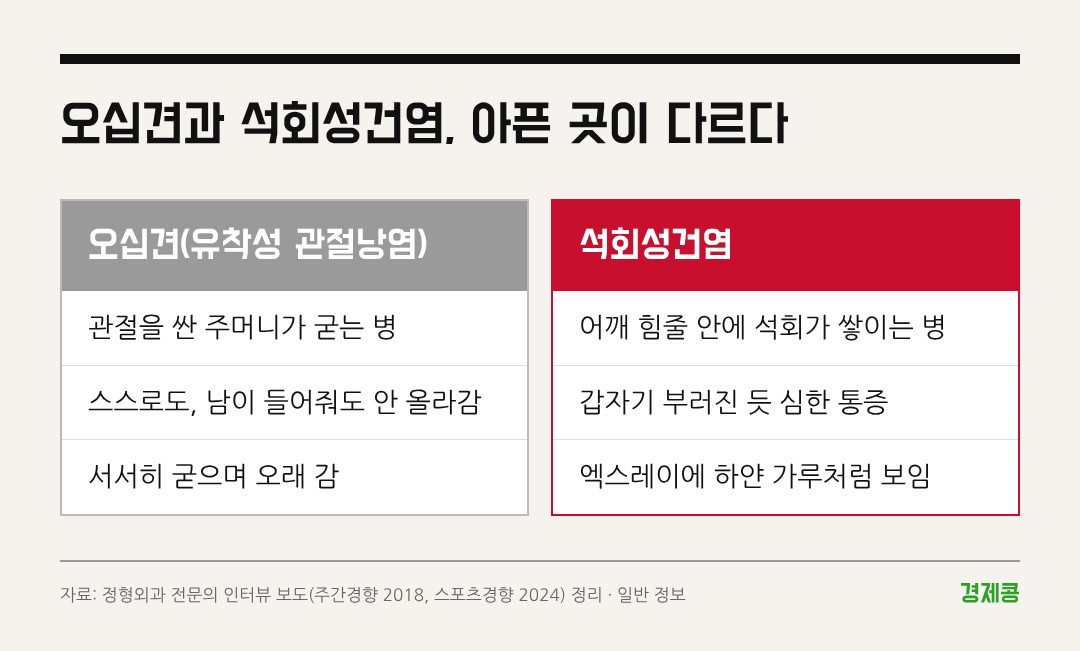 오십견과 석회성건염, 아픈 곳이 다르다
오십견(유착성 관절낭염)
관절을 싼 주머니가 굳는 병
스스로도, 남이 들어줘도 안 올라감
서서히 굳으며 오래 감
석회성건염
어깨 힘줄 안에 석회가 쌓이는 병
갑자기 부러진 듯 심한 통증
엑스레이에 하얀 가루처럼 보임
자료: 정형외과 전문의 인터뷰 보도(주간경향 2018, 스포츠경향 2024) 정리 · 일반 정보
경제콩